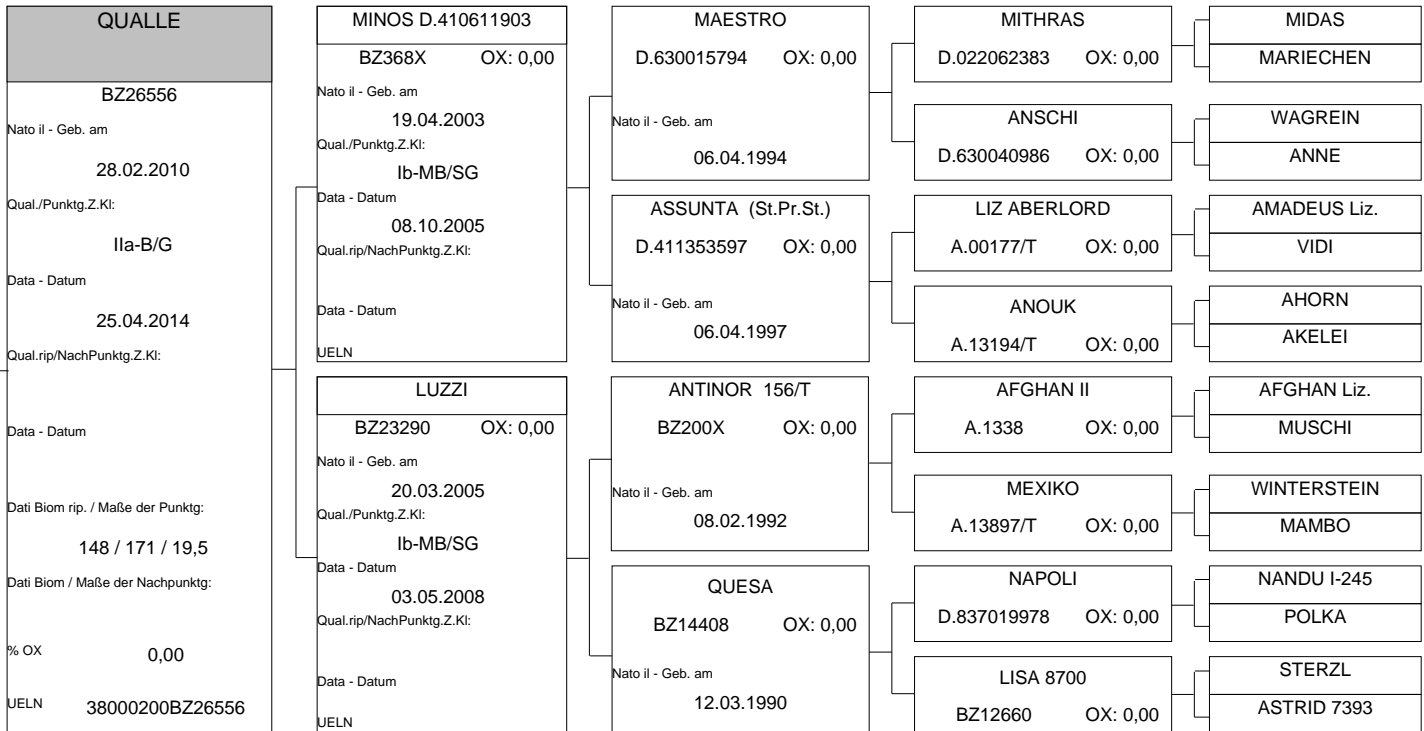 QUALLE
BZ26556
Nato il - Geb. am
28.02.2010
Qual./Punktg.Z.Kl:
IIa-B/G
Data - Datum
25.04.2014
Qual.rip/NachPunktg.Z.Kl:
Data - Datum
Dati Biom rip. / Maße der Punktg:
148 / 171 / 19,5
Dati Biom / Maße der Nachpunktg:
% OX 0,00
UELN 38000200BZ26556
MINOS D.410611903
BZ368X OX: 0,00
Nato il - Geb. am
19.04.2003
Qual./Punktg.Z.Kl:
Ib-MB/SG
Data - Datum
08.10.2005
Qual.rip/NachPunktg.Z.Kl:
Data - Datum
UELN
LUZZI
BZ23290 OX: 0,00
Nato il - Geb. am
20.03.2005
Qual./Punktg.Z.Kl:
Ib-MB/SG
Data - Datum
03.05.2008
Qual.rip/NachPunktg.Z.Kl:
Data - Datum
UELN
MAESTRO
D.630015794 OX: 0,00
Nato il - Geb. am
06.04.1994
ASSUNTA (St.Pr.St.)
D.411353597 OX: 0,00
Nato il - Geb. am
06.04.1997
ANTINOR 156/T
BZ200X OX: 0,00
Nato il - Geb. am
08.02.1992
QUESA
BZ14408 OX: 0,00
Nato il - Geb. am
12.03.1990
MITHRAS
D.022062383 OX: 0,00
ANSCHI
D.630040986 OX: 0,00
LIZ ABERLORD
A.00177/T OX: 0,00
ANOUK
A.13194/T OX: 0,00
AFGHAN II
A.1338 OX: 0,00
MEXIKO
A.13897/T OX: 0,00
NAPOLI
D.837019978 OX: 0,00
LISA 8700
BZ12660 OX: 0,00
MIDAS
MARIECHEN
WAGREIN
ANNE
AMADEUS Liz.
VIDI
AHORN
AKELEI
AFGHAN Liz.
MUSCHI
WINTERSTEIN
MAMBO
NANDU I-245
POLKA
STERZL
ASTRID 7393